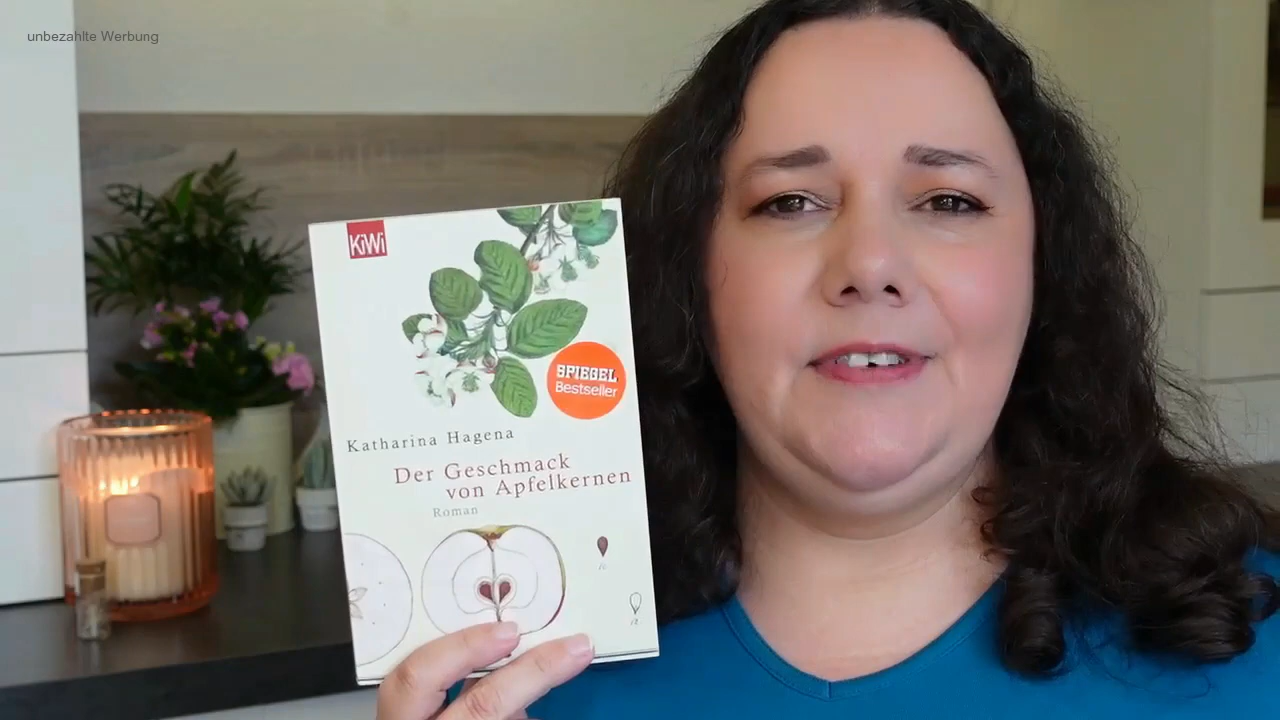 unbezahlte Werbung
KiWi
SPIEGEL
Bestseller
Katharina Hagena
Der Geschmack
von Apfelkernen
Roman